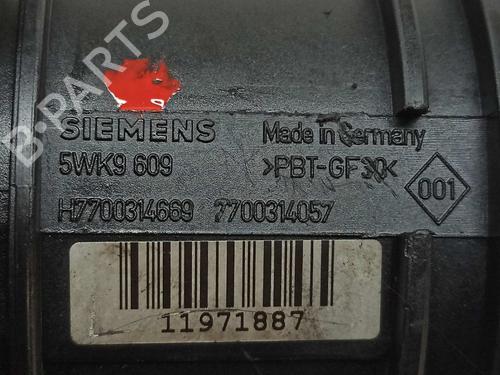 B-PARTS
SIEMENS Made in Germany
5WK9 609 >PBT-GF30<
001
H7700314669 7700314057
11971887